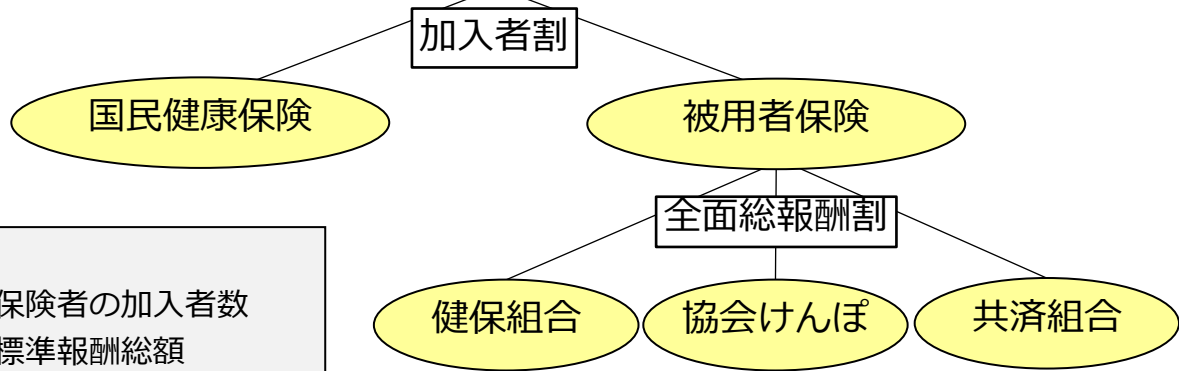 加入者割
国民健康保険
被用者保険
全面総報酬割
保険者の加入者数
標準報酬総額
健保組合
協会けんぽ
共済組合